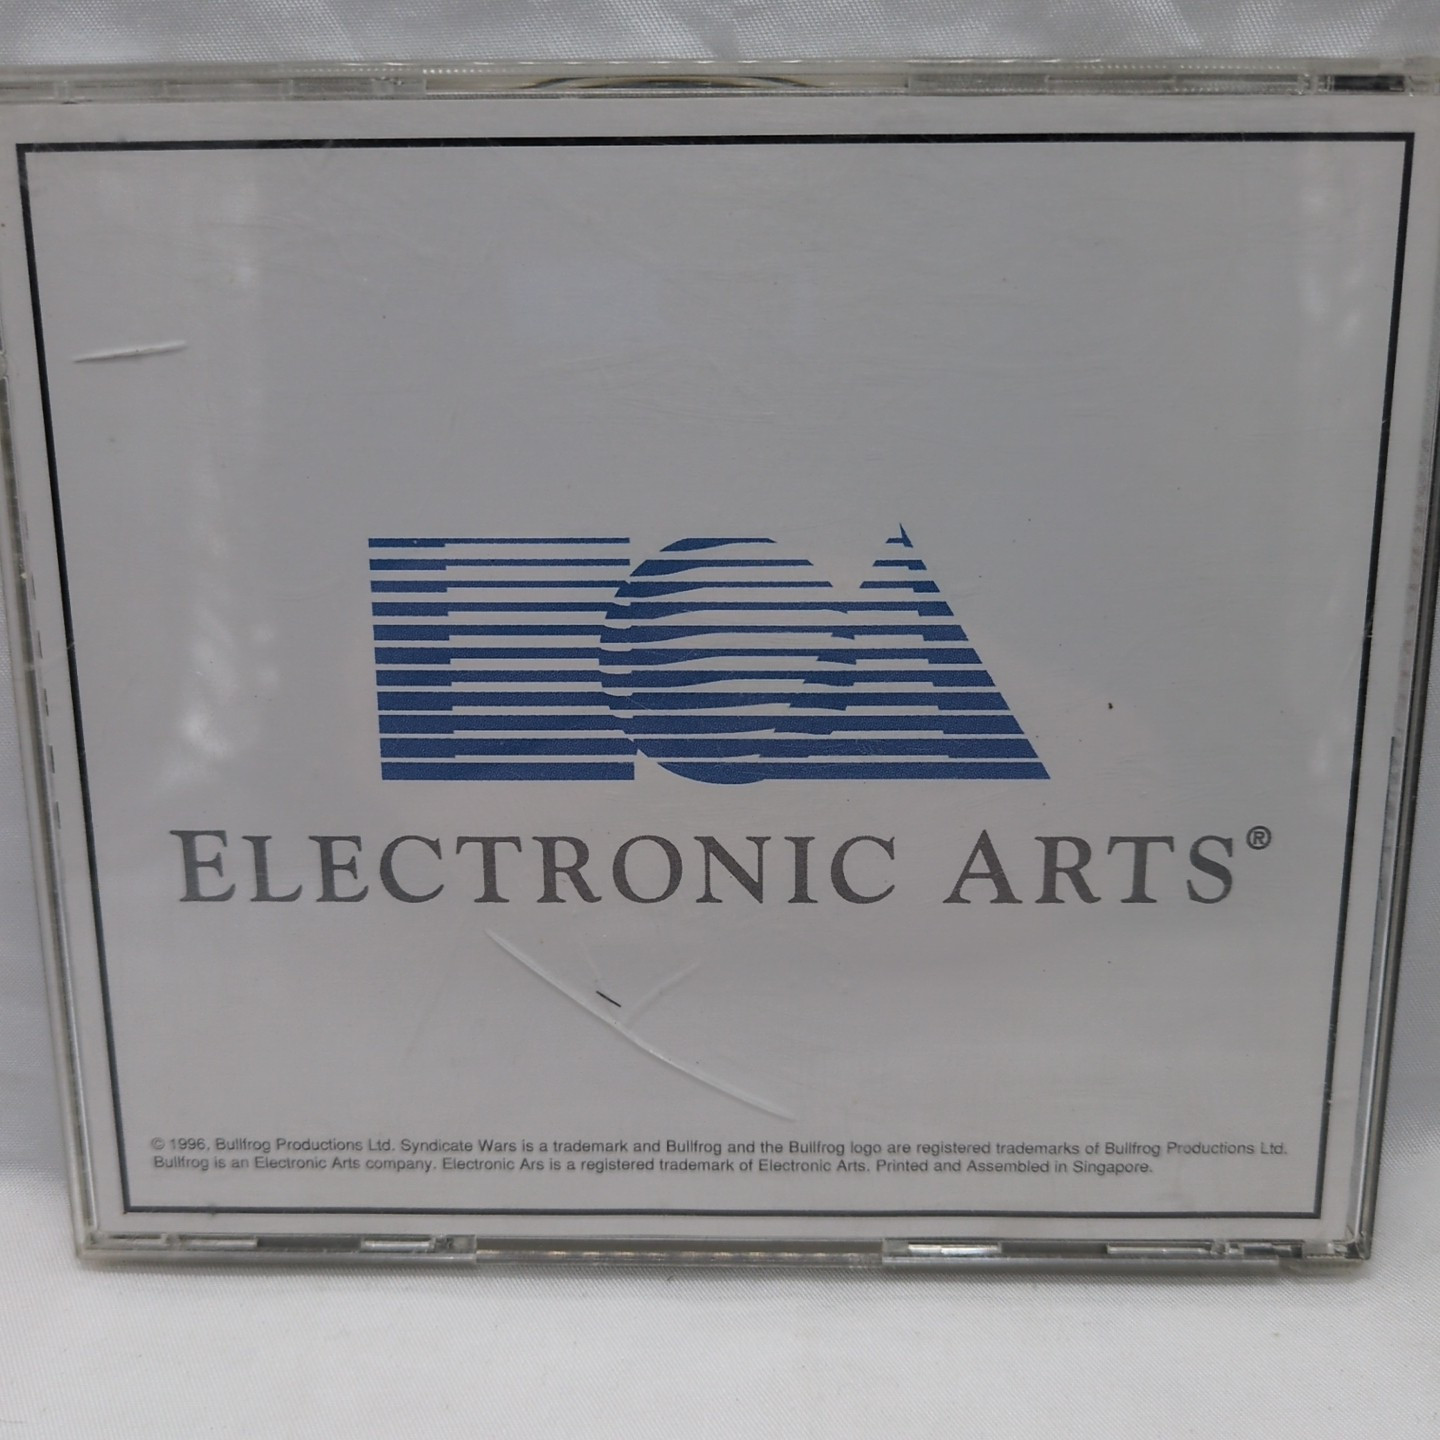 EOA
ELECTRONIC ARTS®
© 1996, Bullfrog Productions Ltd. Syndicate Wars is a trademark and Bullfrog and the Bullfrog logo are registered trademarks of Bullfrog Productions Ltd.
Bullfrog is an Electronic Arts company. Electronic Ars is a registered trademark of Electronic Arts. Printed and Assembled in Singapore.